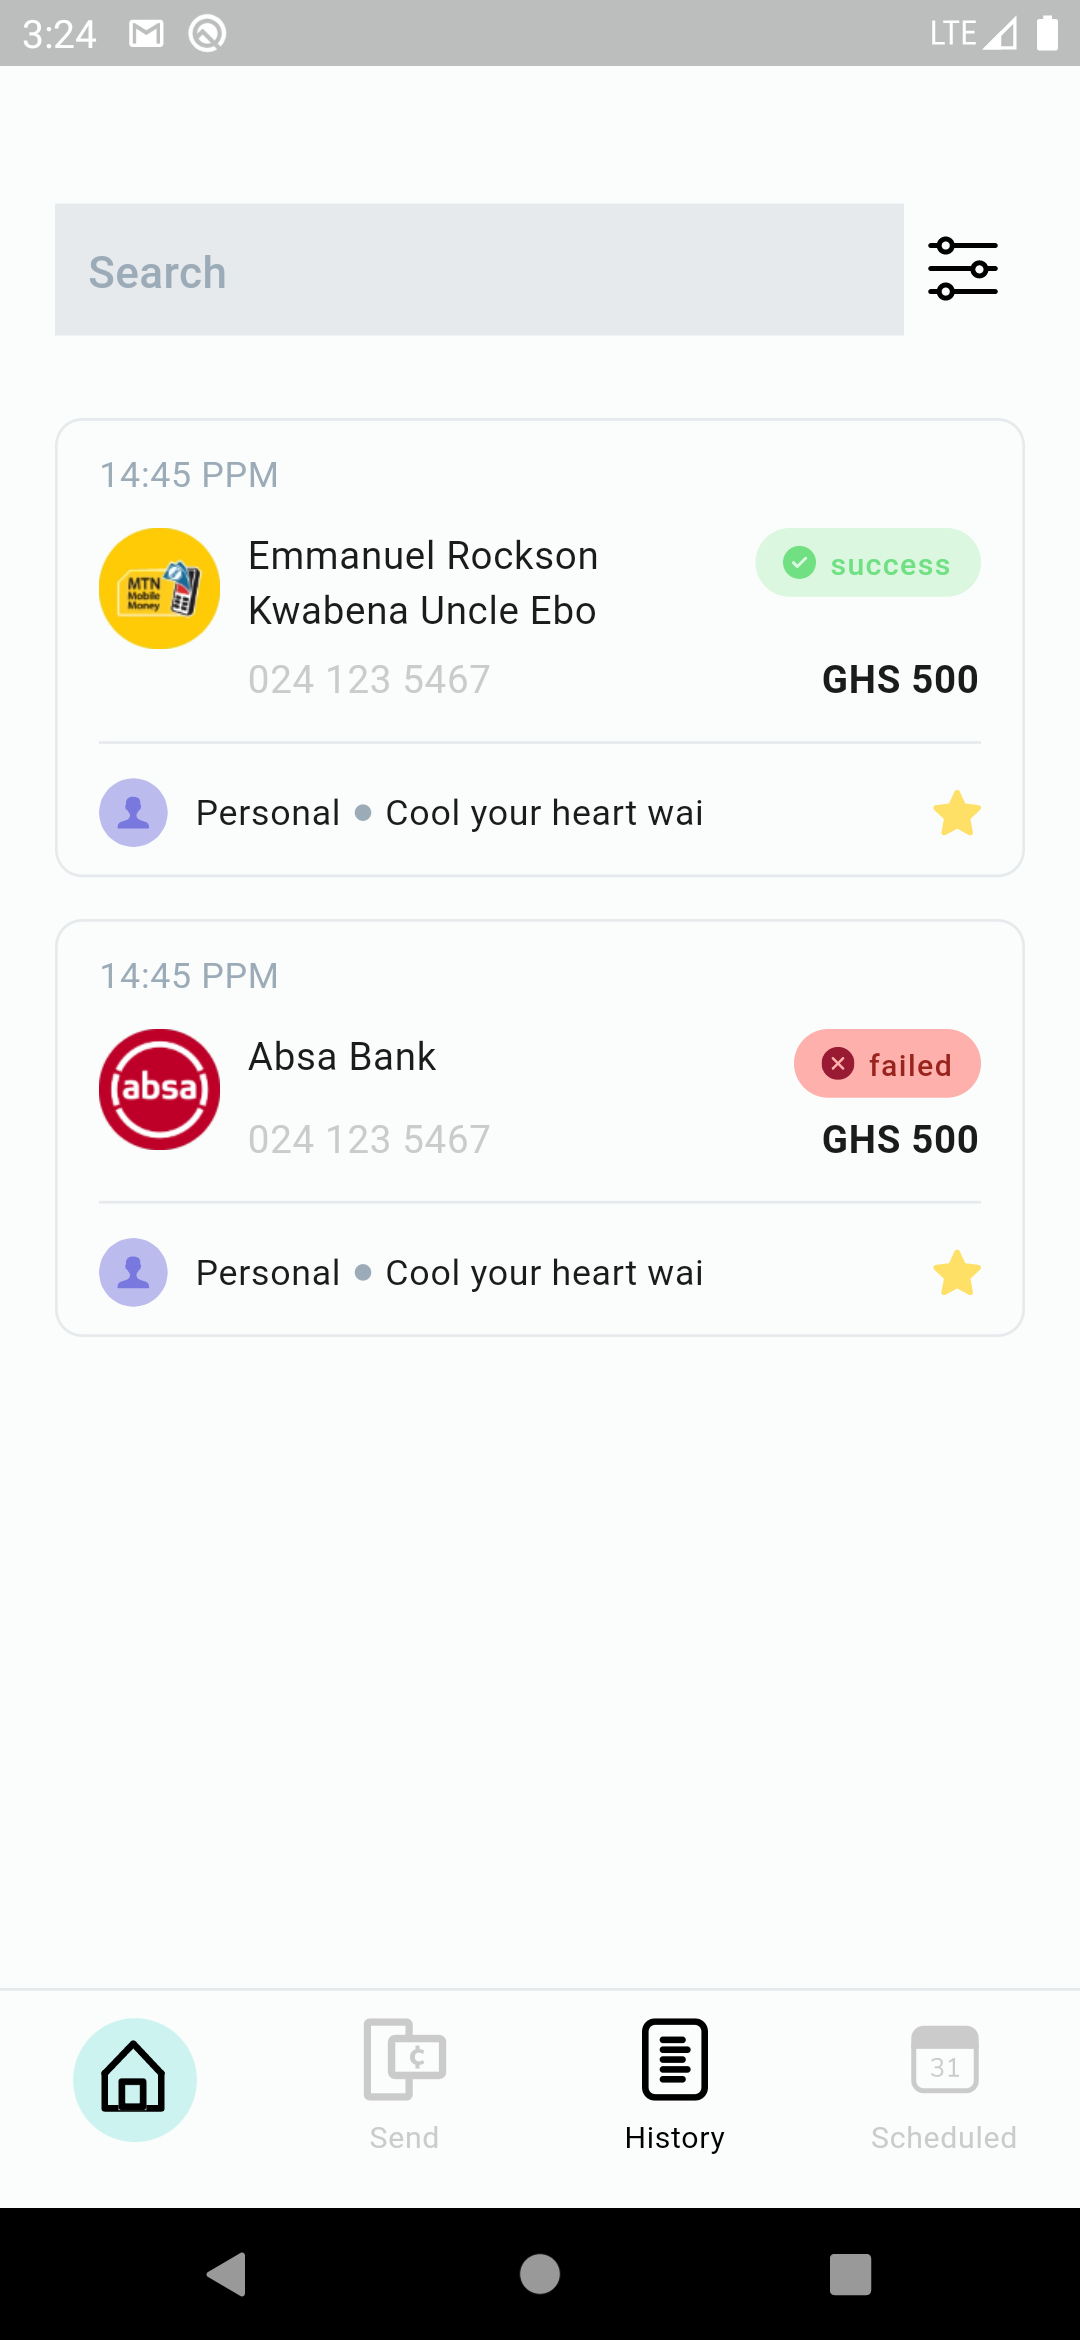 3:24
LTE
Search
14:45 PPM
MTN
Mobile
Money
Emmanuel Rockson
Kwabena Uncle Ebo
success
024 123 5467
GHS 500
Personal • Cool your heart wai
14:45 PPM
absa
Absa Bank
failed
024 123 5467
GHS 500
Personal • Cool your heart wai
31
Send
History
Scheduled